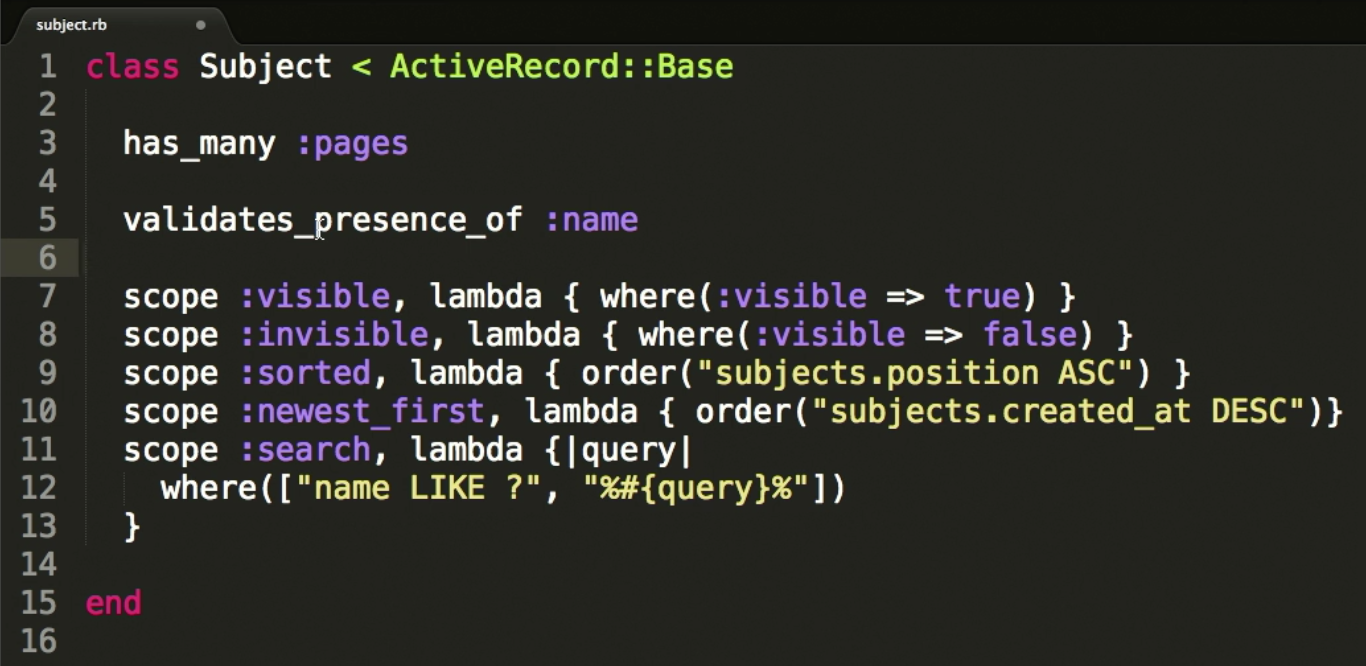 subject.rb
1 class Subject < ActiveRecord::Base
2
3   has_many :pages
4
5   validates_presence_of :name
6
7   scope :visible, lambda { where(:visible => true) }
8   scope :invisible, lambda { where(:visible => false) }
9   scope :sorted, lambda { order("subjects.position ASC") }
10   scope :newest_first, lambda { order("subjects.created_at DESC")}
11   scope :search, lambda {|query|
12     where(["name LIKE ?", "%#{query}%"])
13   }
14
15 end
16